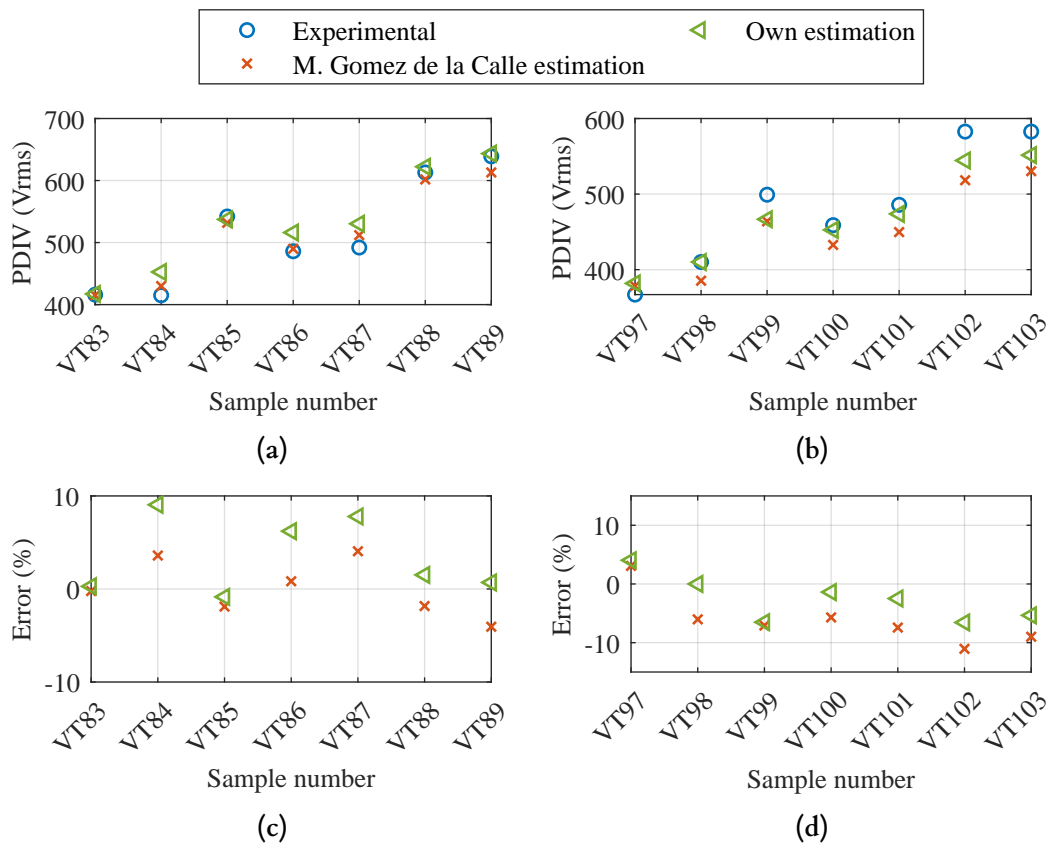 Experimental
Own estimation
M. Gomez de la Calle estimation
700
600
500
400
PDIV (Vrms)
VT83 VT84 VT85 VT86 VT87 VT88 VT89
Sample number
(a)
600
500
400
PDIV (Vrms)
VT97 VT98 VT99 VT100 VT101 VT102 VT103
Sample number
(b)
10
0
-10
Error (%)
VT83 VT84 VT85 VT86 VT87 VT88 VT89
Sample number
(c)
10
0
-10
Error (%)
VT97 VT98 VT99 VT100 VT101 VT102 VT103
Sample number
(d)